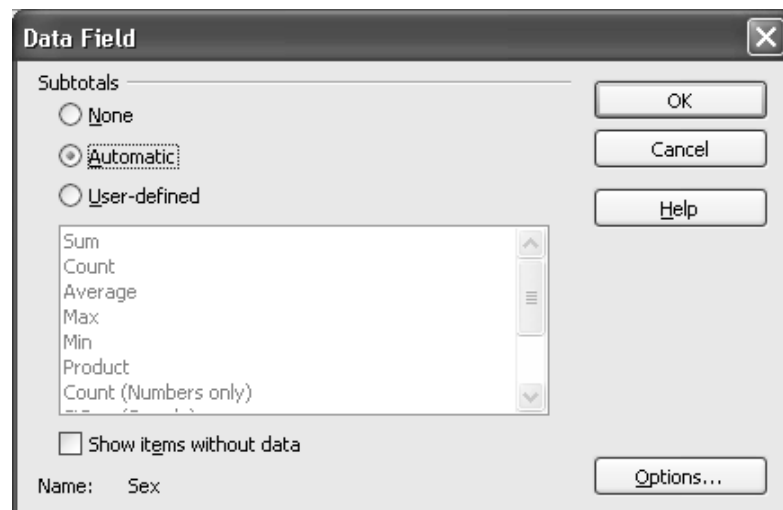 Data Field
Subtotals
None
Automatic
User-defined
Sum
Count
Average
Max
Min
Product
Count (Numbers only)
Show items without data
Name: Sex
OK
Cancel
Help
Options...